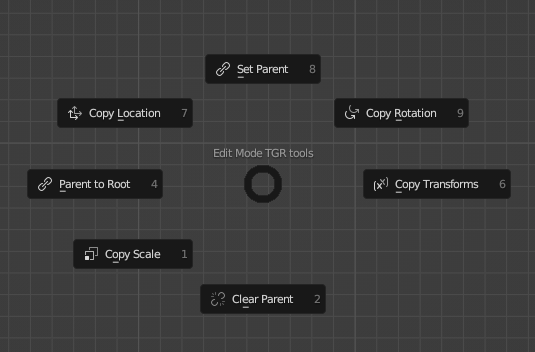 Set Parent 8
Copy Location 7
Copy Rotation 9
Edit Mode TGR tools
Parent to Root 4
Copy Transforms 6
Copy Scale 1
Clear Parent 2